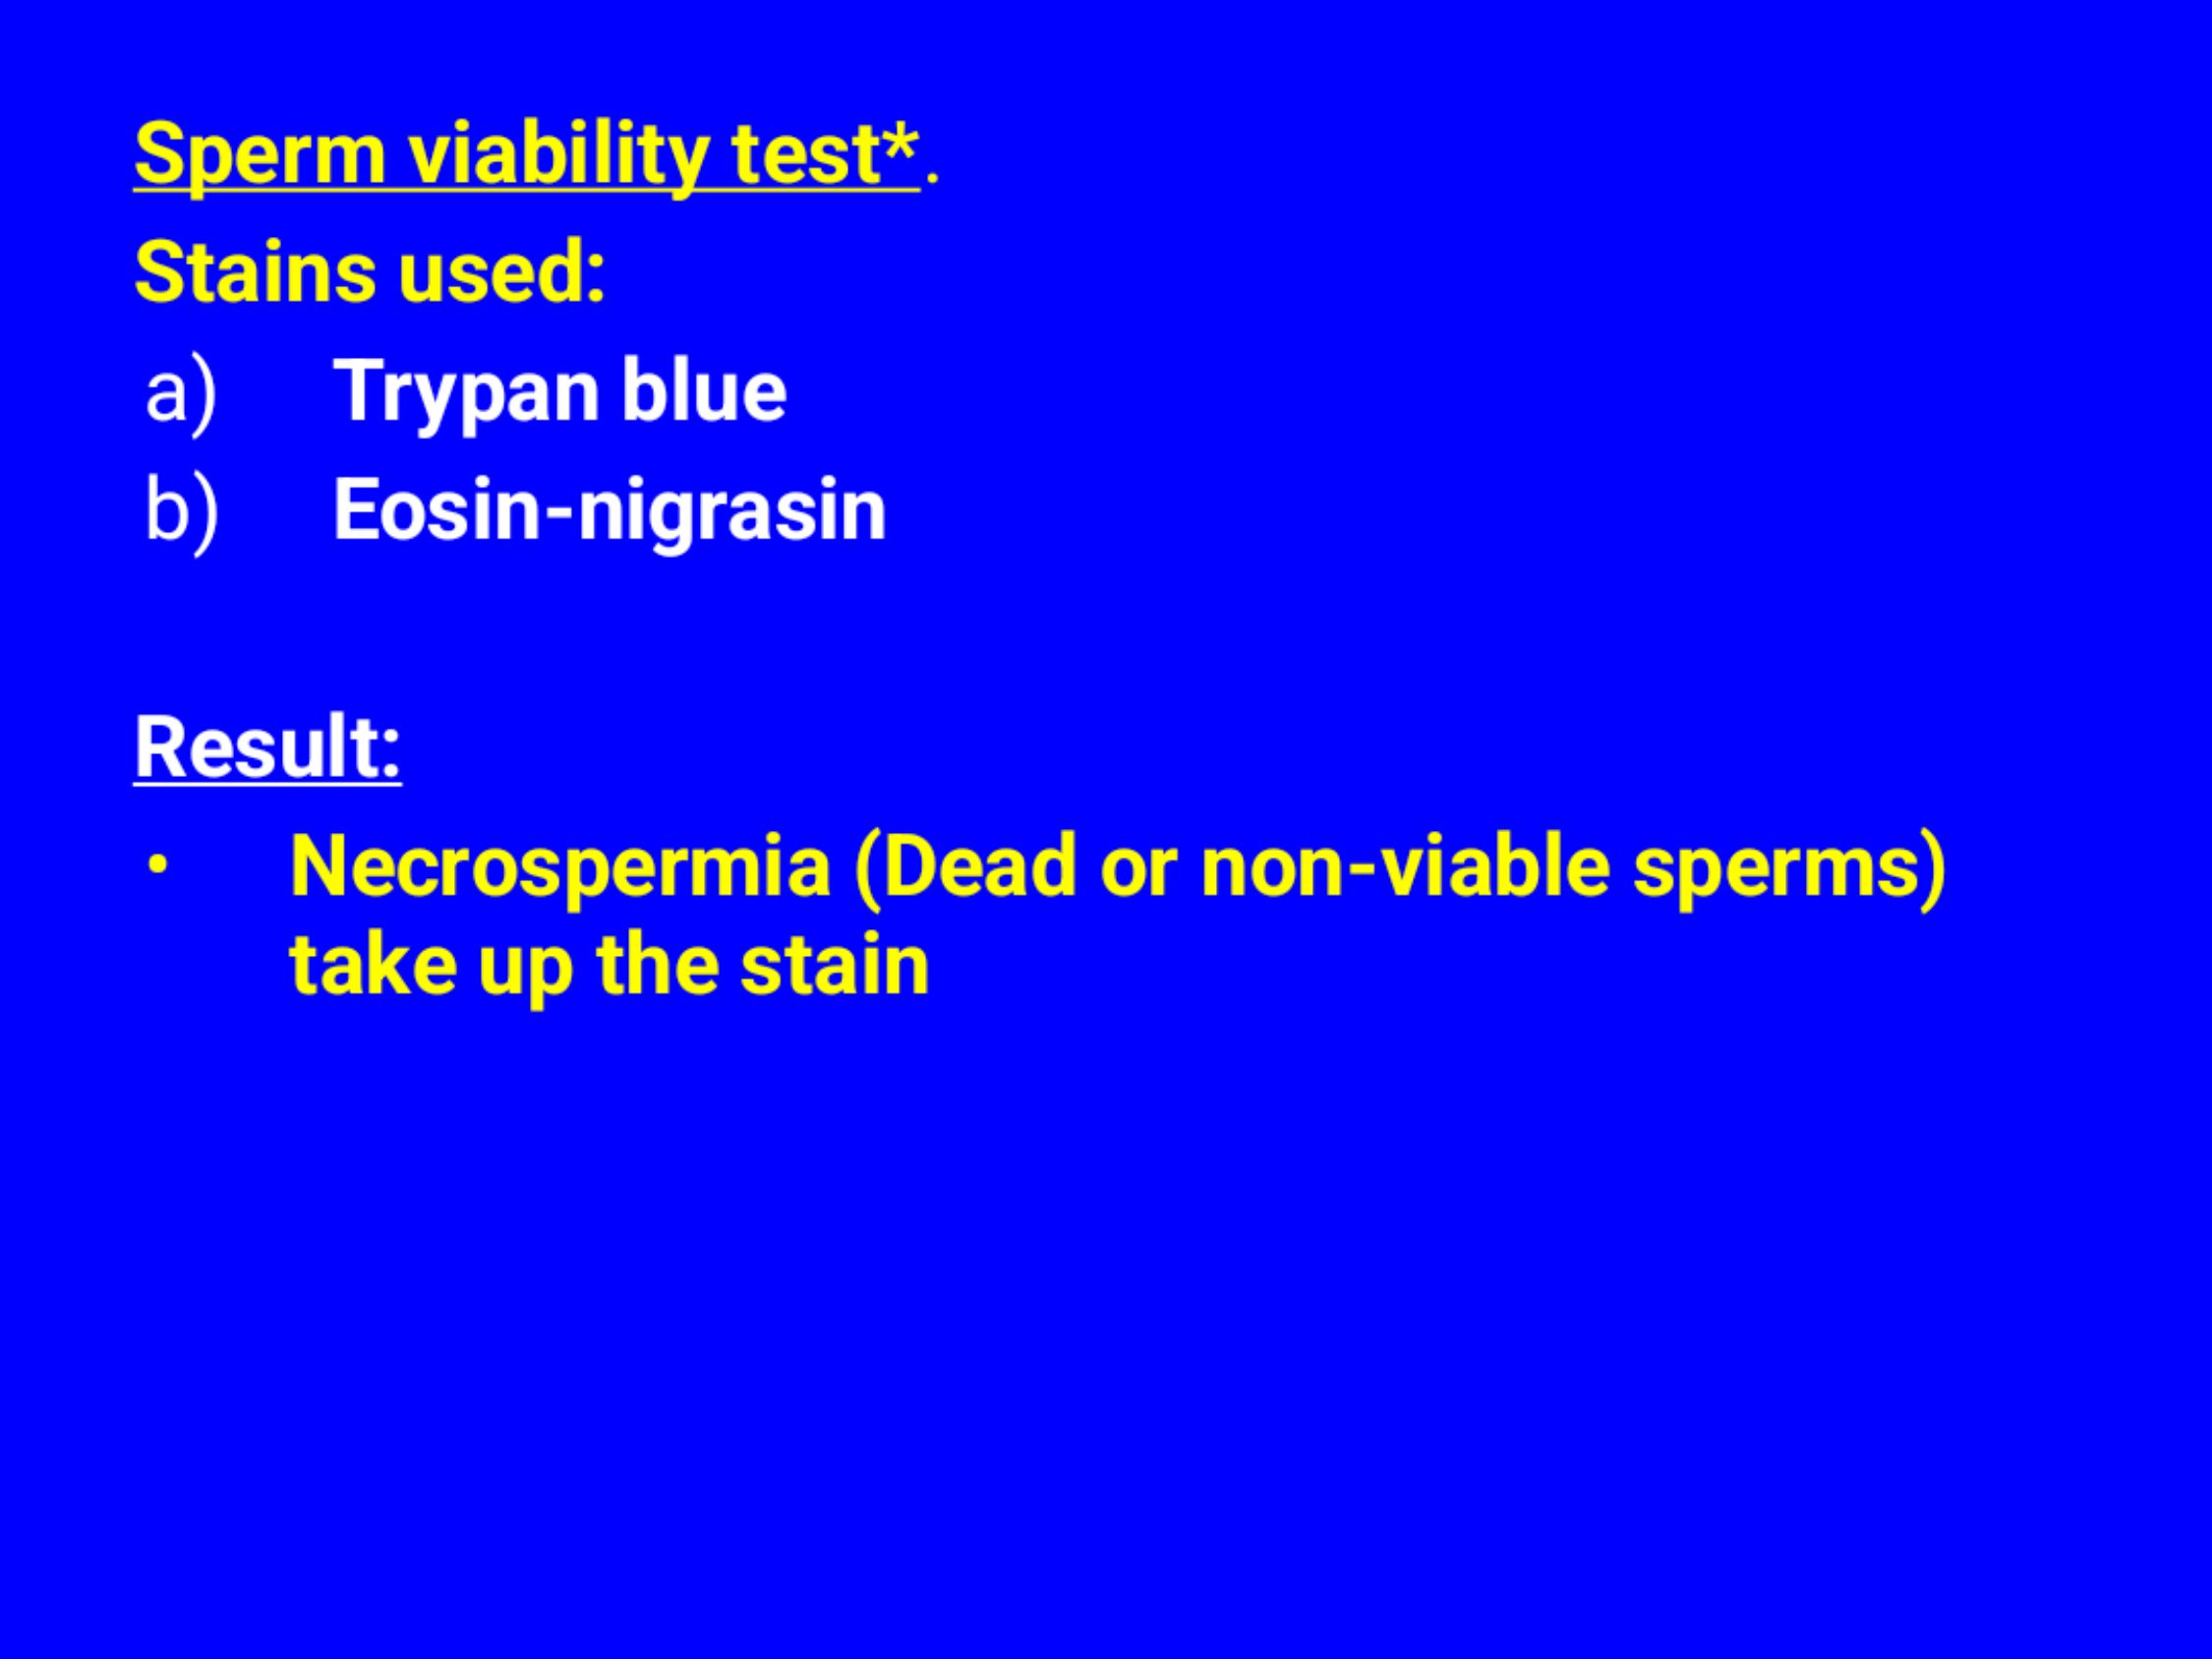 Sperm viability test*.
Stains used:
a) Trypan blue
b) Eosin-nigrasin
Result:
• Necrospermia (Dead or non-viable sperms)
take up the stain